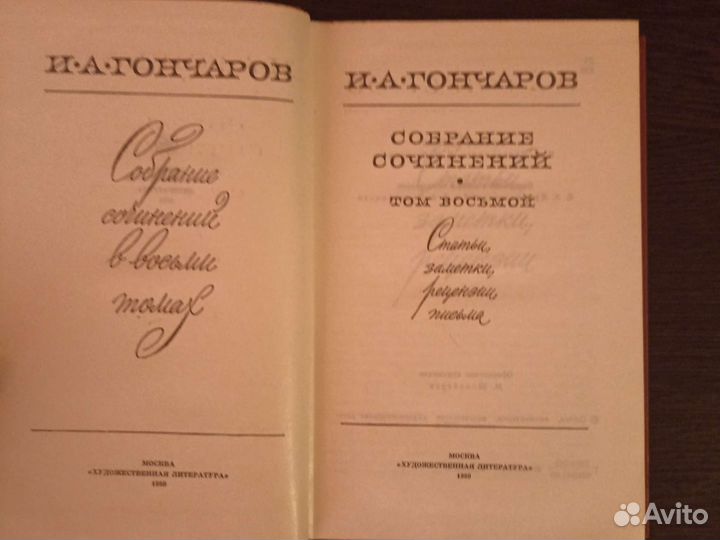 И·А·ГОНЧАРОВ
Собрание
сочинений
в восьми
томах
МОСКВА
«ХУДОЖЕСТВЕННАЯ ЛИТЕРАТУРА»
И·А·ГОНЧАРОВ
СОБРАНИЕ
СОЧИНЕНИЙ
·
ТОМ ВОСЬМОЙ
Статьи,
заметки,
рецензии,
письма
МОСКВА
«ХУДОЖЕСТВЕННАЯ ЛИТЕРАТУРА»
Avito